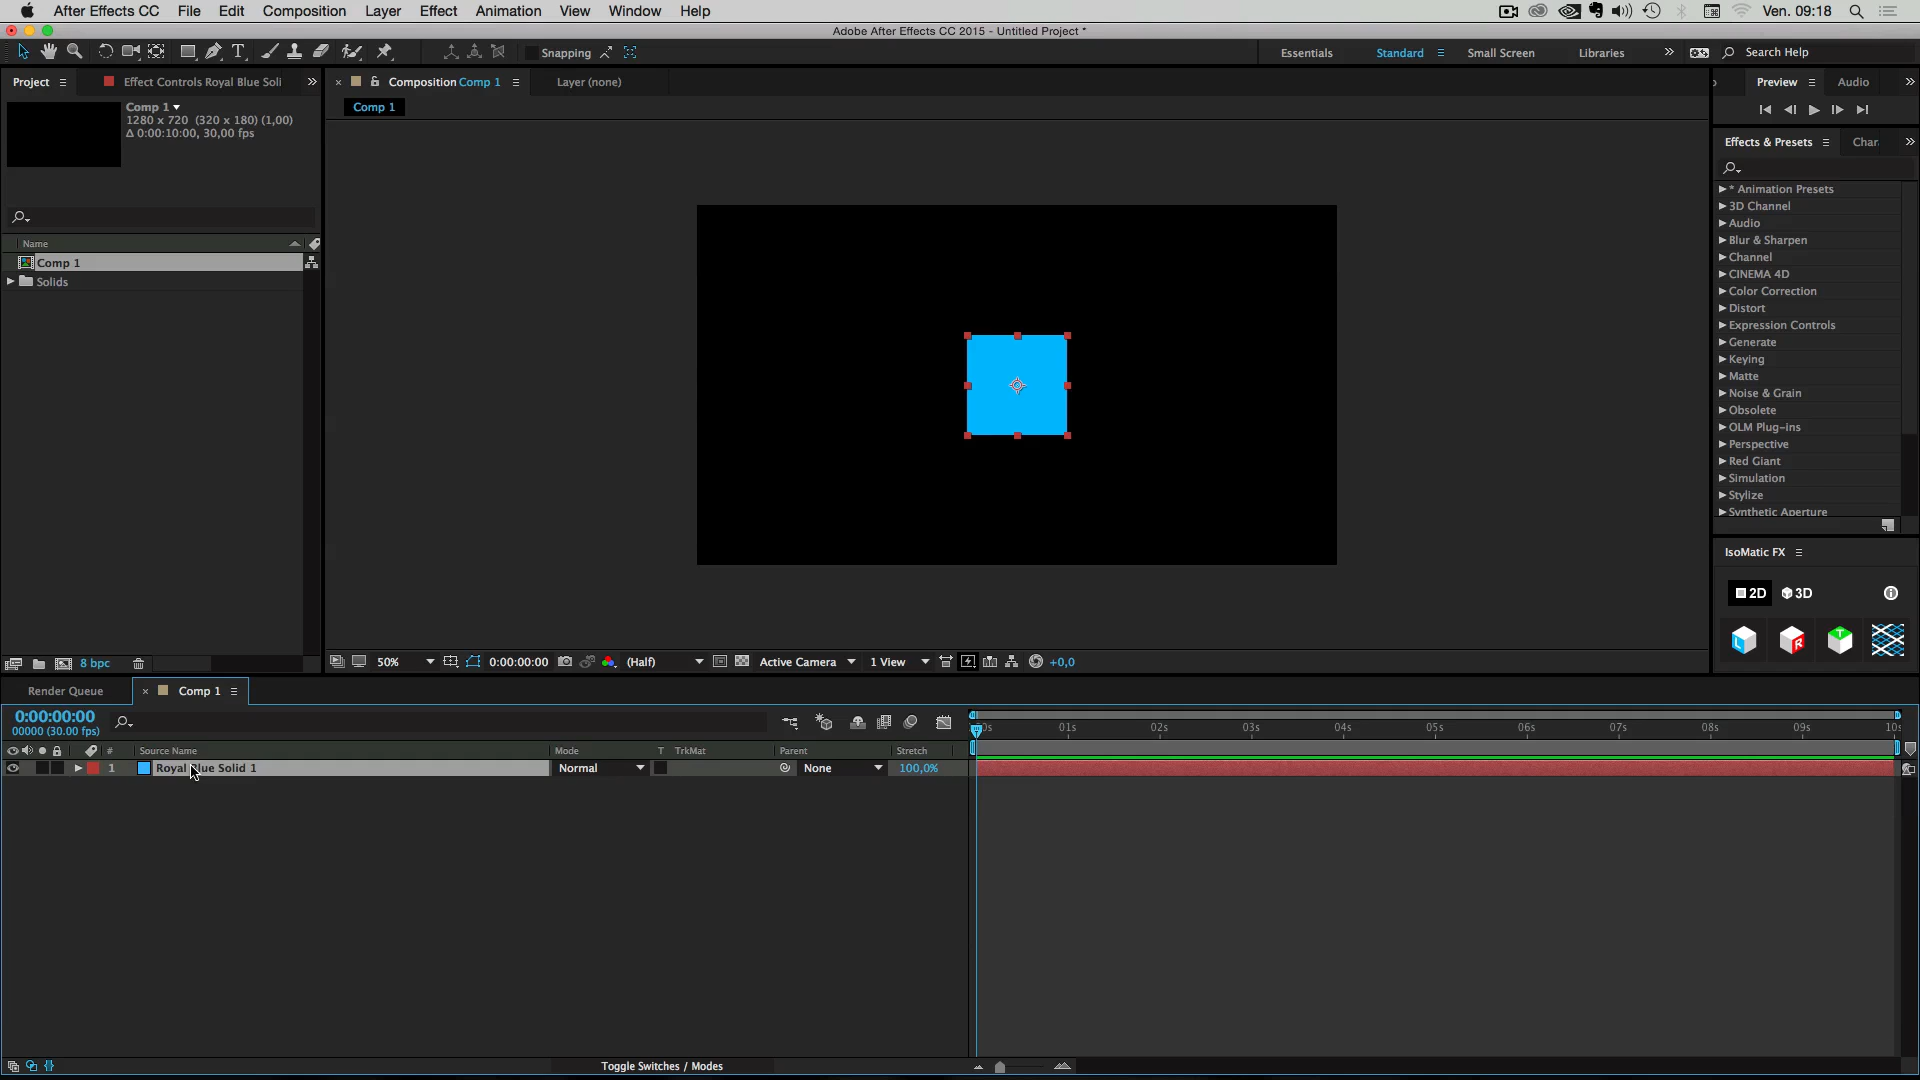 After Effects CC File Edit Composition Layer Effect Animation View Window Help Ven. 09:18
Adobe After Effects CC 2015 - Untitled Project *
Snapping Essentials Standard Small Screen Libraries Search Help
Project Effect Controls Royal Blue Soli
Comp 1
1280 x 720 (320 x 180) (1,00)
Δ 0:00:10:00, 30,00 fps
Name
Comp 1
Solids
8 bpc
Composition Comp 1 Layer (none)
Comp 1
50% 0:00:00:00 (Half) Active Camera 1 View +0,0
Preview Audio
Effects & Presets Char
* Animation Presets
3D Channel
Audio
Blur & Sharpen
Channel
CINEMA 4D
Color Correction
Distort
Expression Controls
Generate
Keying
Matte
Noise & Grain
Obsolete
OLM Plug-ins
Perspective
Red Giant
Simulation
Stylize
Synthetic Aperture
IsoMatic FX
2D 3D
L R T
Render Queue Comp 1
0:00:00:00
00000 (30.00 fps)
01s 02s 03s 04s 05s 06s 07s 08s 09s
# Source Name Mode T TrkMat Parent Stretch
1 Royal Blue Solid 1 Normal None 100,0%
Toggle Switches / Modes